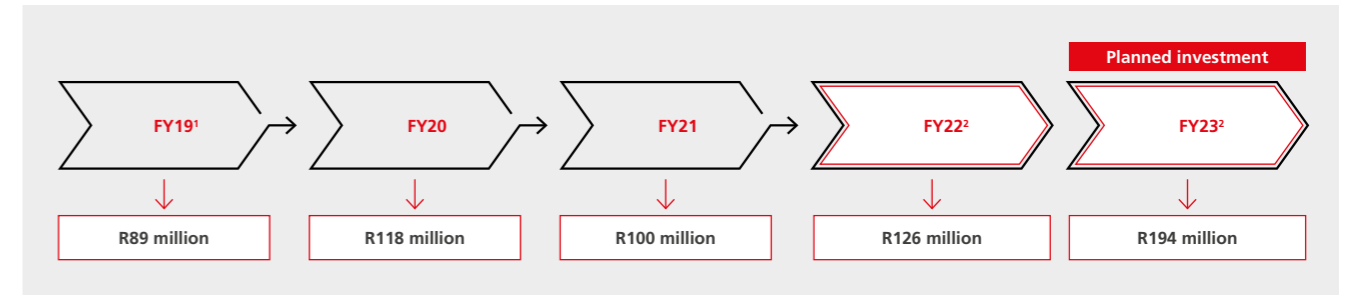 Planned investment
FY19¹
FY20
FY21
FY22²
FY23²
R89 million
R118 million
R100 million
R126 million
R194 million